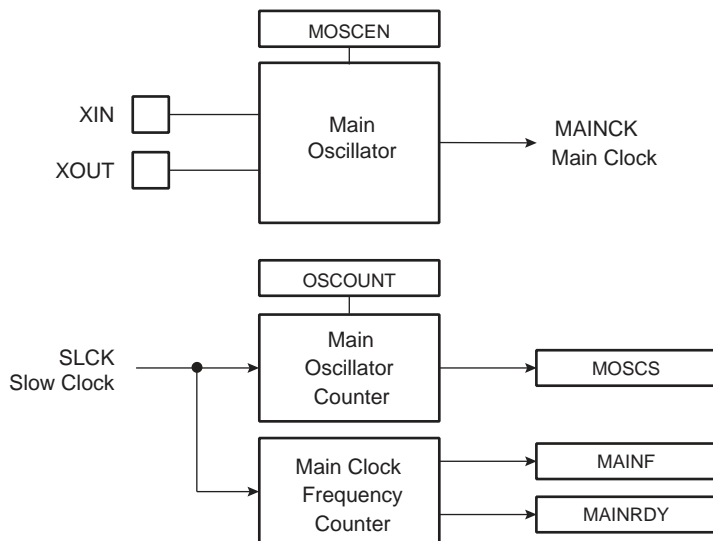 MOSCEN
XIN
XOUT
Main
Oscillator
MAINCK
Main Clock
OSCOUNT
SLCK
Slow Clock
Main
Oscillator
Counter
MOSCS
Main Clock
Frequency
Counter
MAINF
MAINRDY